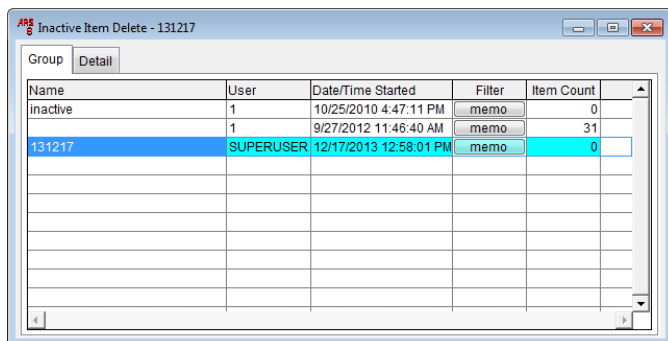 Inactive Item Delete - 131217
Group Detail
Name User Date/Time Started Filter Item Count
inactive 1 10/25/2010 4:47:11 PM memo 0
1 9/27/2012 11:46:40 AM memo 31
131217 SUPERUSER 12/17/2013 12:58:01 PM memo 0